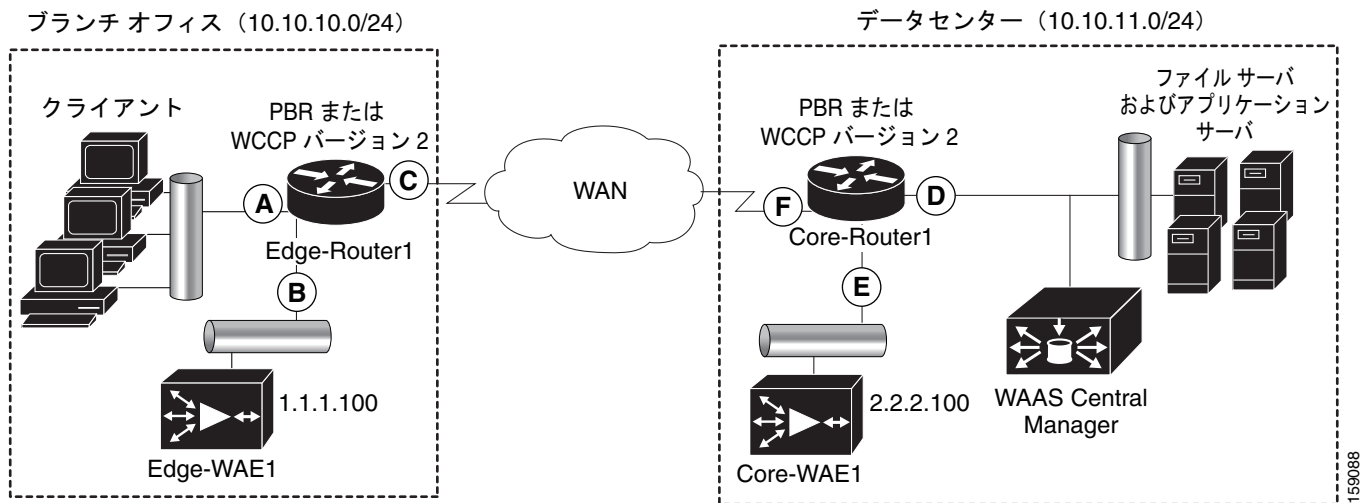 ブランチ オフィス（10.10.10.0/24）
データセンター（10.10.11.0/24）
クライアント
PBR または
WCCP バージョン 2
A
C
Edge-Router1
B
1.1.1.100
Edge-WAE1
WAN
PBR または
WCCP バージョン 2
F
D
Core-Router1
E
2.2.2.100
Core-WAE1
ファイル サーバ
およびアプリケーション
サーバ
WAAS Central
Manager
159088